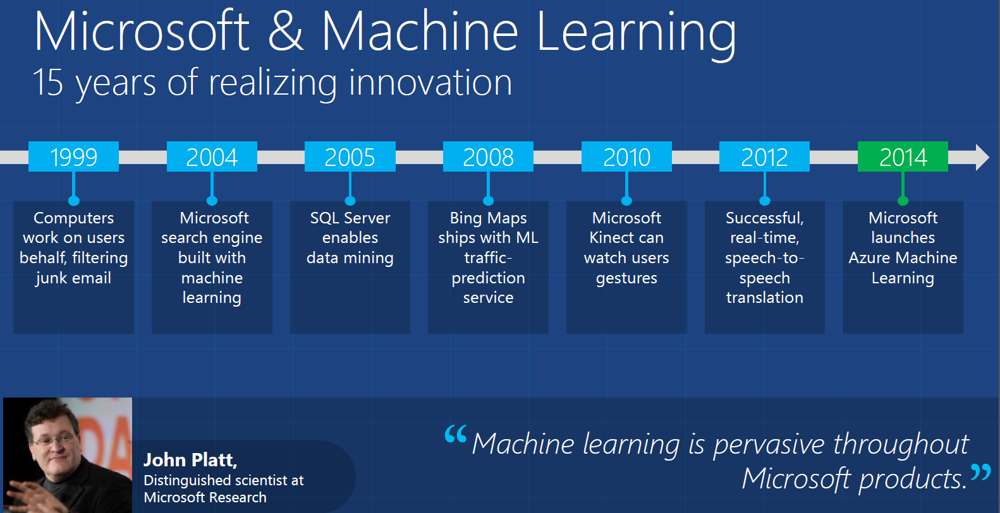 Microsoft & Machine Learning
15 years of realizing innovation
1999
2004
2005
2008
2010
2012
2014
Computers
work on users
behalf, filtering
junk email
Microsoft
search engine
built with
machine
learning
SQL Server
enables
data mining
Bing Maps
ships with ML
traffic-
prediction
service
Microsoft
Kinect can
watch users
gestures
Successful,
real-time,
speech-to-
speech
translation
Microsoft
launches
Azure Machine
Learning
DA
John Platt,
Distinguished scientist at
Microsoft Research
“Machine learning is pervasive throughout
Microsoft products.”